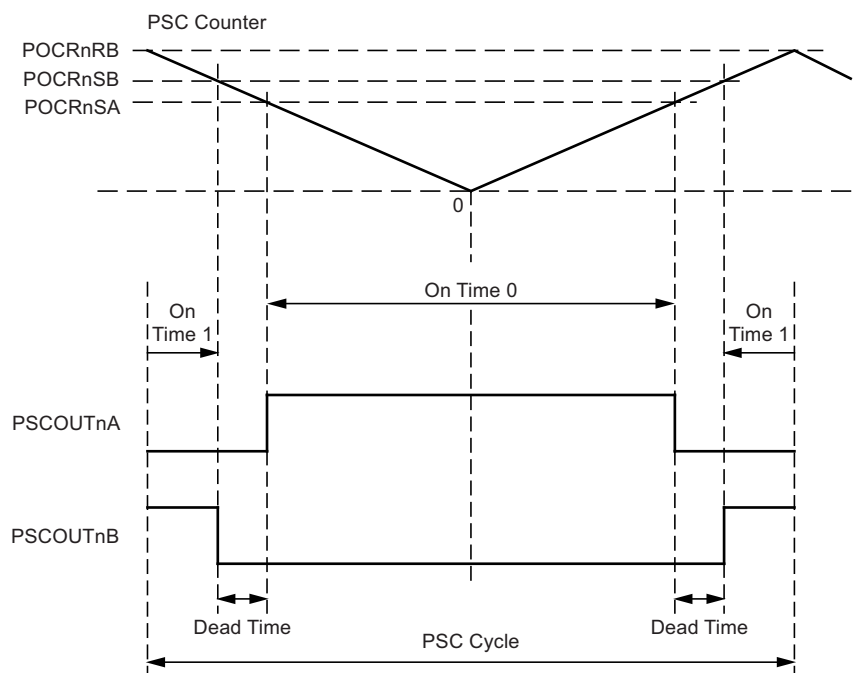 PSC Counter
POCRnRB
POCRnSB
POCRnSA
0
On
Time 1
On Time 0
On
Time 1
PSCOUTnA
PSCOUTnB
Dead Time
Dead Time
PSC Cycle